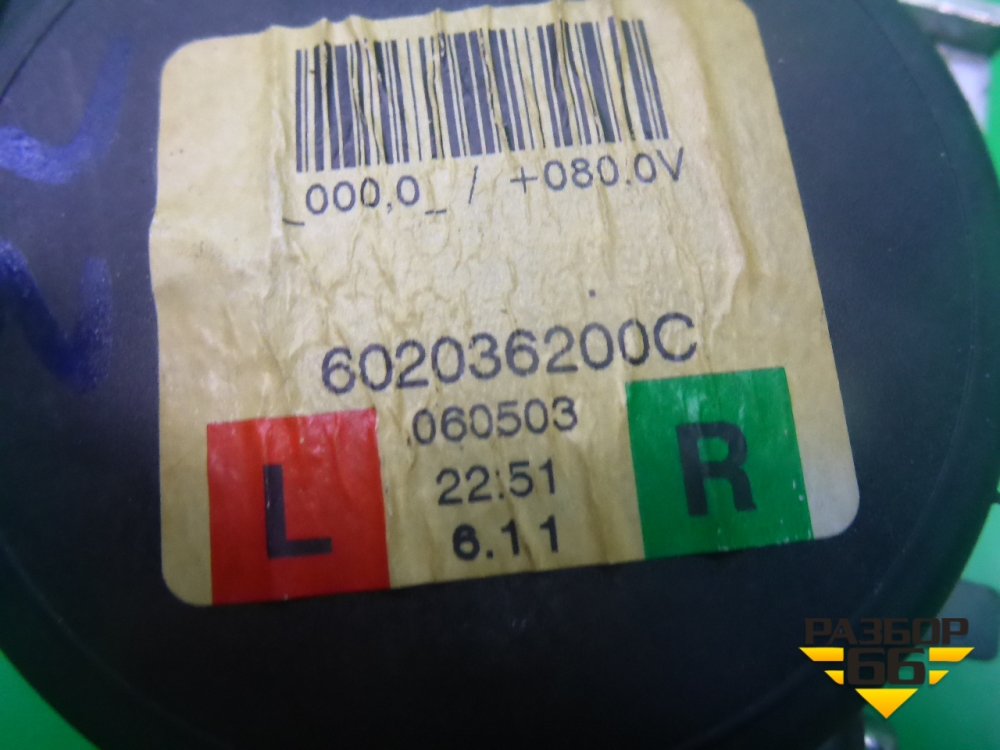 _000,0_ / +080.0V
602036200C
060503
22:51
6.11
L
R
РАЗБОР
66